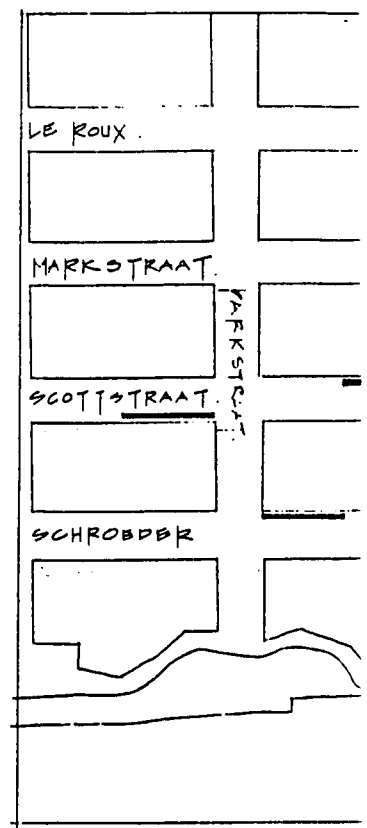 LE ROUX.
MARKSTRAAT.
PARKSTRAAT.
SCOTTSTRAAT.
SCHROEDER